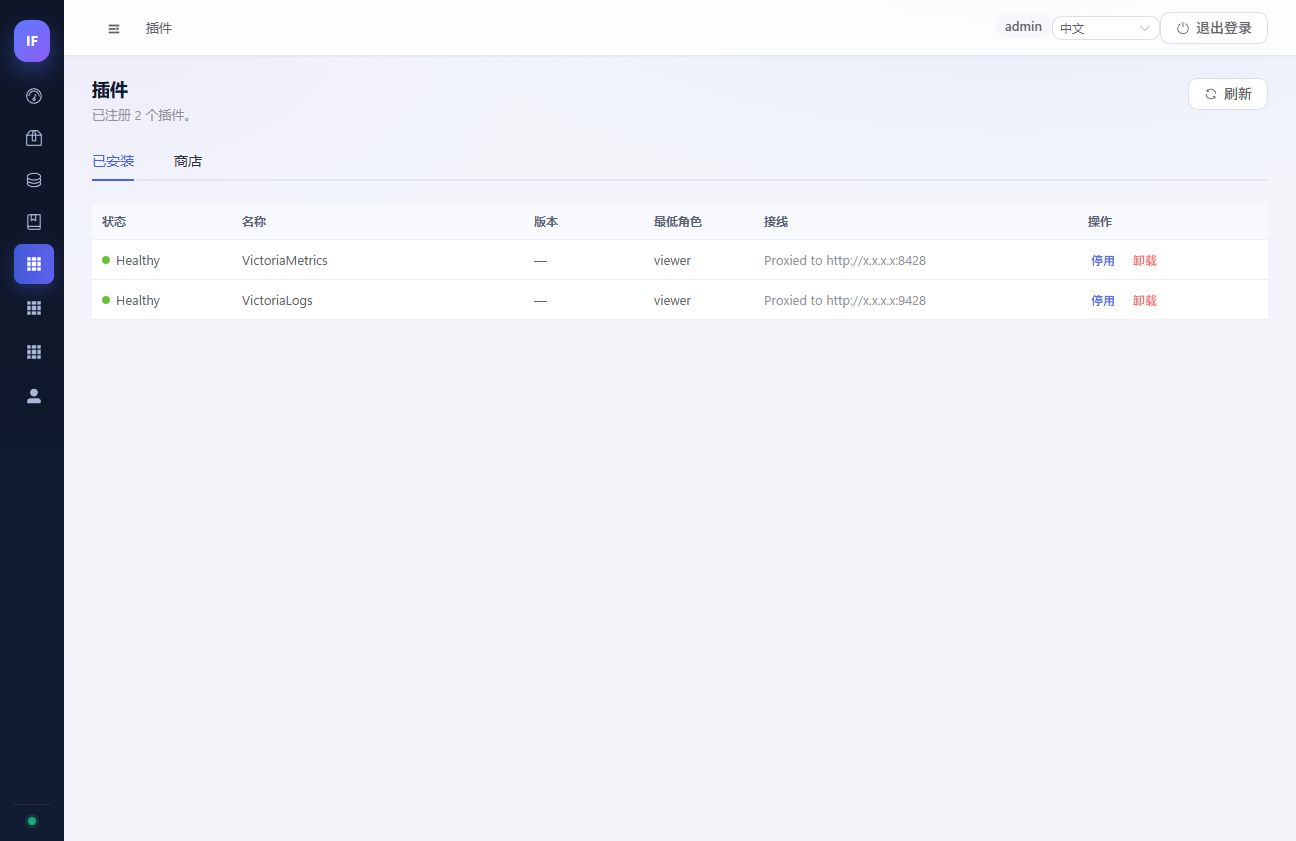 IF
插件
admin
中文
退出登录
插件
已注册 2 个插件。
刷新
已安装 商店
状态 名称 版本 最低角色 接线 操作
Healthy VictoriaMetrics — viewer Proxied to http://x.x.x.x:8428 停用 卸载
Healthy VictoriaLogs — viewer Proxied to http://x.x.x.x:9428 停用 卸载